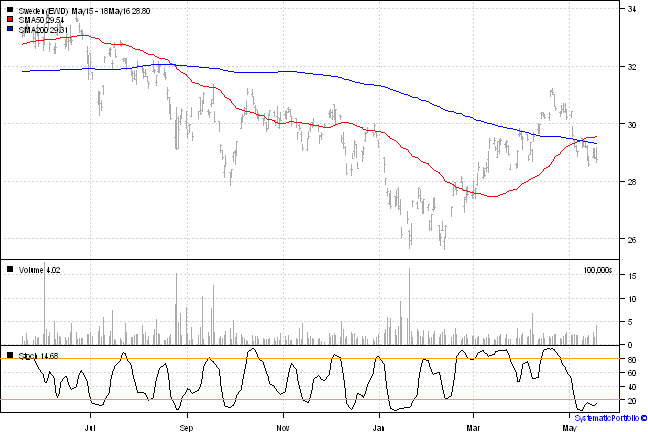 Sweden (EWD) May15 - 18May16 28.80
SMA50 29.54
SMA200 29.31
34
32
30
28
26
Volume 4.02
100,000s
15
10
5
0
Stoch 14.68
80
60
40
20
Jul Sep Nov Jan Mar May
SystematicPortfolio ©